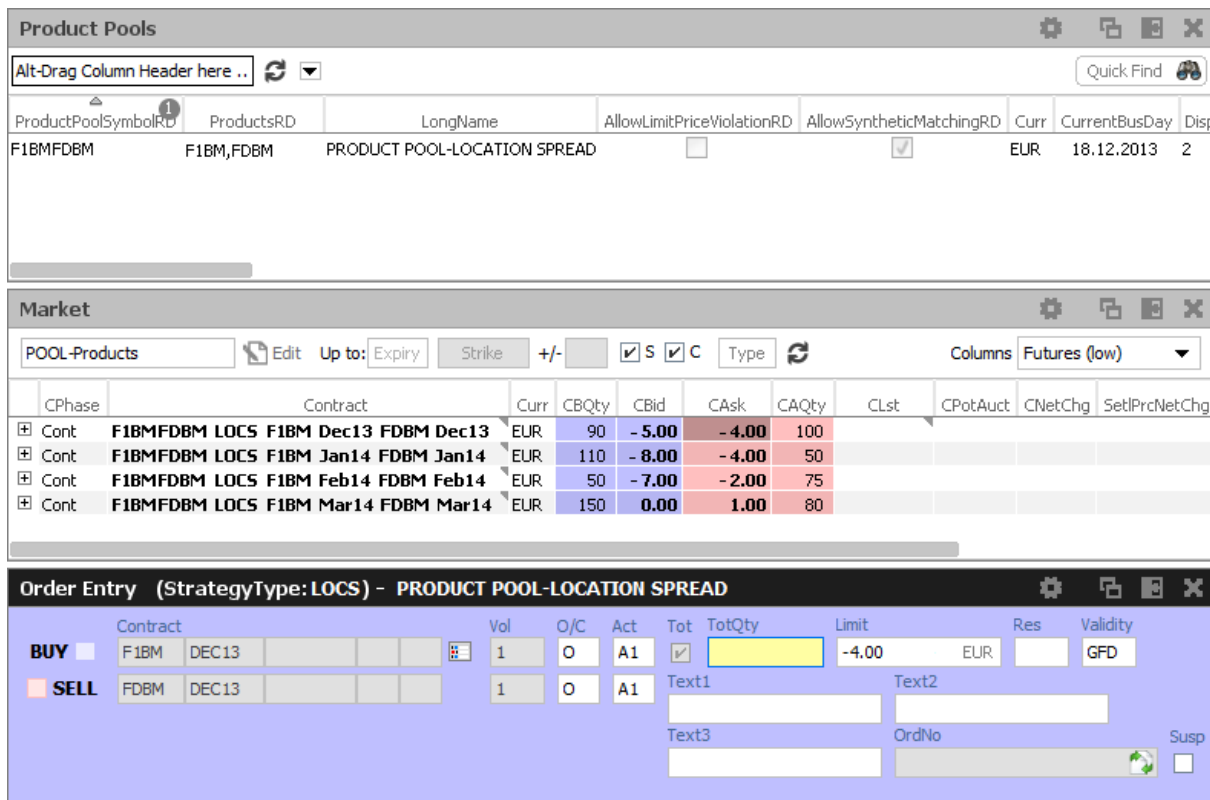 Product Pools
Alt-Drag Column Header here .. Quick Find
ProductPoolSymbolRD 1 ProductsRD LongName AllowLimitPriceViolationRD AllowSyntheticMatchingRD Curr CurrentBusDay Disp
F1BMFDBM F1BM,FDBM PRODUCT POOL-LOCATION SPREAD EUR 18.12.2013 2
Market
POOL-Products Edit Up to: Expiry Strike +/- S C Type Columns Futures (low)
CPhase Contract Curr CBQty CBid CAsk CAQty CLst CPotAuct CNetChg SetlPrcNetChg
Cont F1BMFDBM LOCS F1BM Dec13 FDBM Dec13 EUR 90 - 5.00 - 4.00 100
Cont F1BMFDBM LOCS F1BM Jan14 FDBM Jan14 EUR 110 - 8.00 - 4.00 50
Cont F1BMFDBM LOCS F1BM Feb14 FDBM Feb14 EUR 50 - 7.00 - 2.00 75
Cont F1BMFDBM LOCS F1BM Mar14 FDBM Mar14 EUR 150 0.00 1.00 80
Order Entry (StrategyType: LOCS) - PRODUCT POOL-LOCATION SPREAD
Contract Vol O/C Act Tot TotQty Limit Res Validity
BUY F1BM DEC13 1 O A1 -4.00 EUR GFD
SELL FDBM DEC13 1 O A1 Text1 Text2
Text3 OrdNo Susp